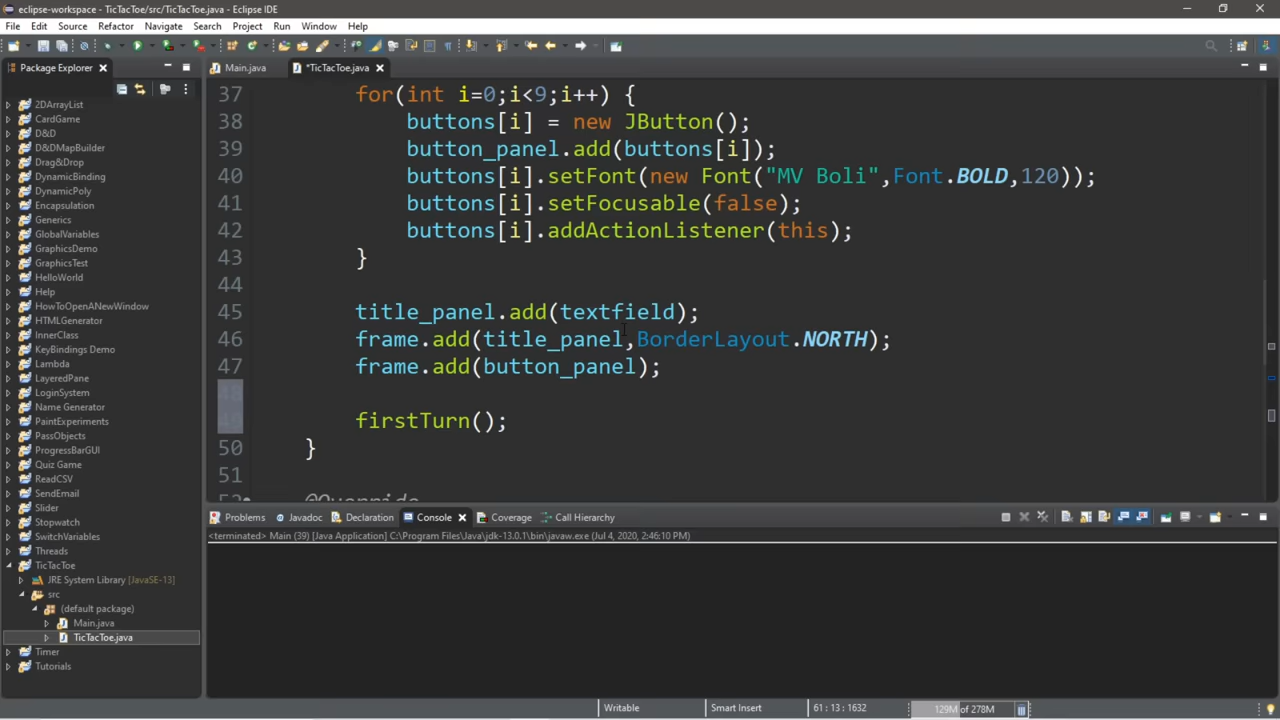 eclipse-workspace - TicTacToe/src/TicTacToe.java - Eclipse IDE
File Edit Source Refactor Navigate Search Project Run Window Help
Package Explorer
Main.java
*TicTacToe.java
2DArrayList
CardGame
D&D
D&DMapBuilder
Drag&Drop
DynamicBinding
DynamicPoly
Encapsulation
Generics
GlobalVariables
GraphicsDemo
GraphicsTest
HelloWorld
Help
HowToOpenANewWindow
HTMLGenerator
InnerClass
KeyBindings Demo
Lambda
LayeredPane
LoginSystem
Name Generator
PaintExperiments
PassObjects
ProgressBarGUI
Quiz Game
ReadCSV
SendEmail
Slider
Stopwatch
SwitchVariables
Threads
TicTacToe
JRE System Library [JavaSE-13]
src
(default package)
Main.java
TicTacToe.java
Timer
Tutorials
37 for(int i=0;i<9;i++) {
38 buttons[i] = new JButton();
39 button_panel.add(buttons[i]);
40 buttons[i].setFont(new Font("MV Boli",Font.BOLD,120));
41 buttons[i].setFocusable(false);
42 buttons[i].addActionListener(this);
43 }
44
45 title_panel.add(textfield);
46 frame.add(title_panel,BorderLayout.NORTH);
47 frame.add(button_panel);
48
49 firstTurn();
50 }
51
52 @Override
Problems Javadoc Declaration Console Coverage Call Hierarchy
<terminated> Main (39) [Java Application] C:\Program Files\Java\jdk-13.0.1\bin\javaw.exe (Jul 4, 2020, 2:46:10 PM)
Writable Smart Insert 61 : 13 : 1632 129M of 278M